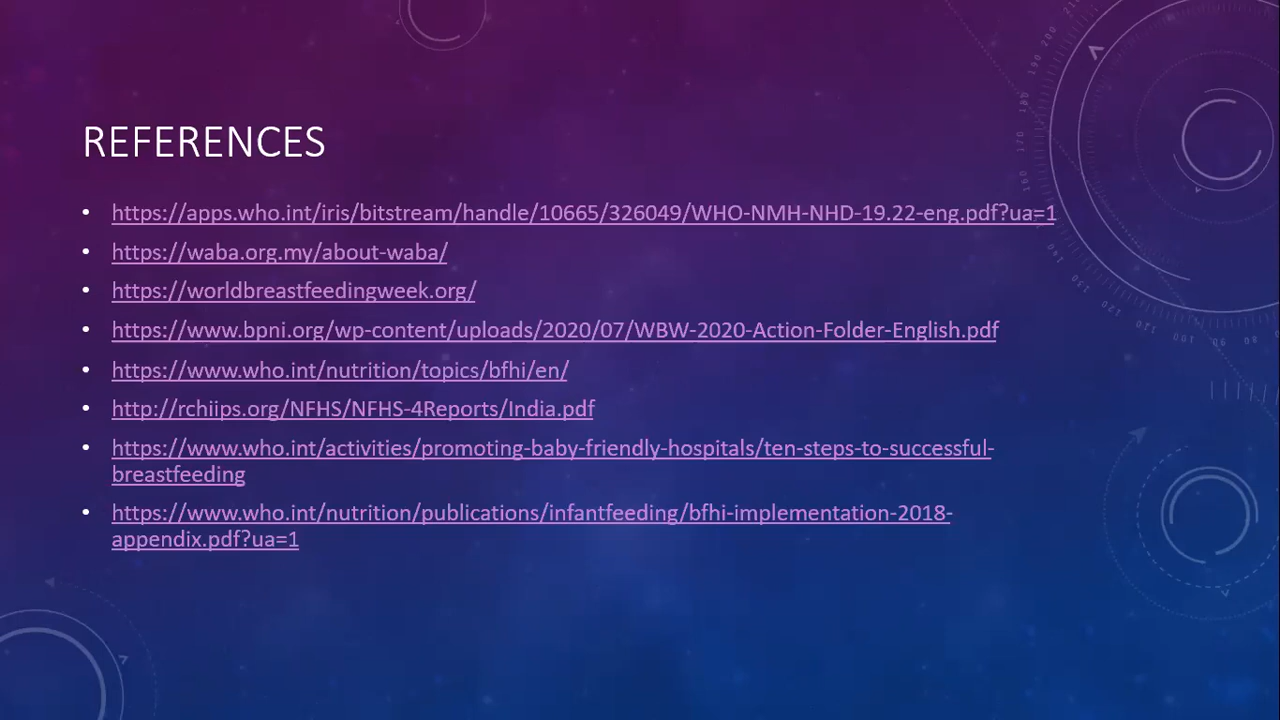 REFERENCES
• https://apps.who.int/iris/bitstream/handle/10665/326049/WHO-NMH-NHD-19.22-eng.pdf?ua=1
• https://waba.org.my/about-waba/
• https://worldbreastfeedingweek.org/
• https://www.bpni.org/wp-content/uploads/2020/07/WBW-2020-Action-Folder-English.pdf
• https://www.who.int/nutrition/topics/bfhi/en/
• http://rchiips.org/NFHS/NFHS-4Reports/India.pdf
• https://www.who.int/activities/promoting-baby-friendly-hospitals/ten-steps-to-successful-
breastfeeding
• https://www.who.int/nutrition/publications/infantfeeding/bfhi-implementation-2018-
appendix.pdf?ua=1